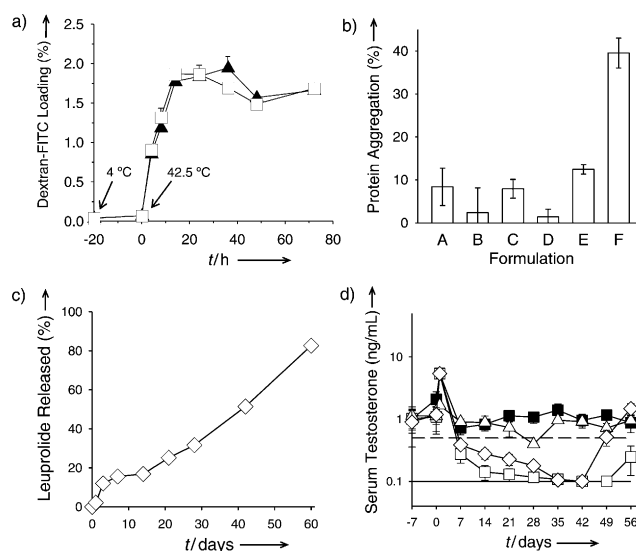 a)
Dextran-FITC Loading (%)
2.5
2.0
1.5
1.0
0.5
0.0
4 ºC
42.5 ºC
-20 0 20 40 60 80
t/h
b)
Protein Aggregation (%)
40
30
20
10
0
A B C D E F
Formulation
c)
Leuprolide Released (%)
100
80
60
40
20
0
0 10 20 30 40 50 60
t/days
d)
Serum Testosterone (ng/mL)
10
1
0.1
-7 0 7 14 21 28 35 42 49 56
t/days